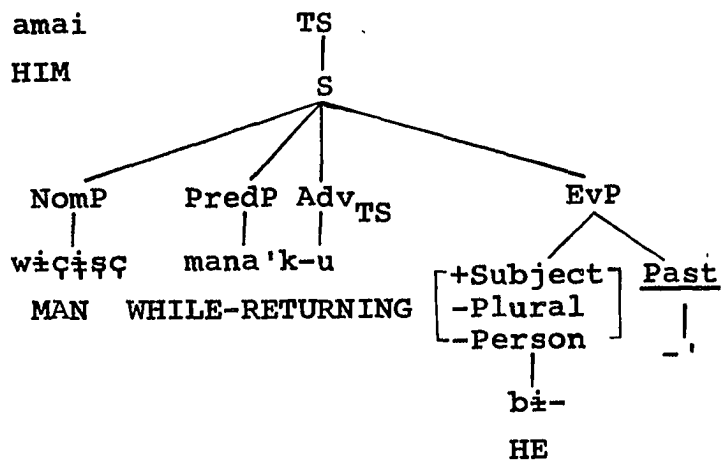 amai TS
HIM
S
NomP PredP Adv TS EvP
wɨçɨşç mana'k-u +Subject Past
MAN WHILE-RETURNING -Plural
-Person
-'
bɨ-
HE